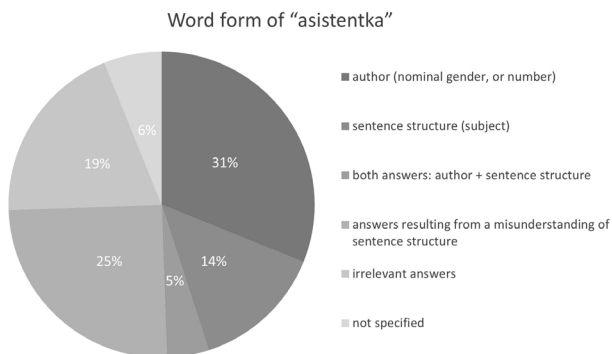 Word form of “asistentka”
31%
14%
5%
25%
19%
6%
author (nominal gender, or number)
sentence structure (subject)
both answers: author + sentence structure
answers resulting from a misunderstanding of
sentence structure
irrelevant answers
not specified